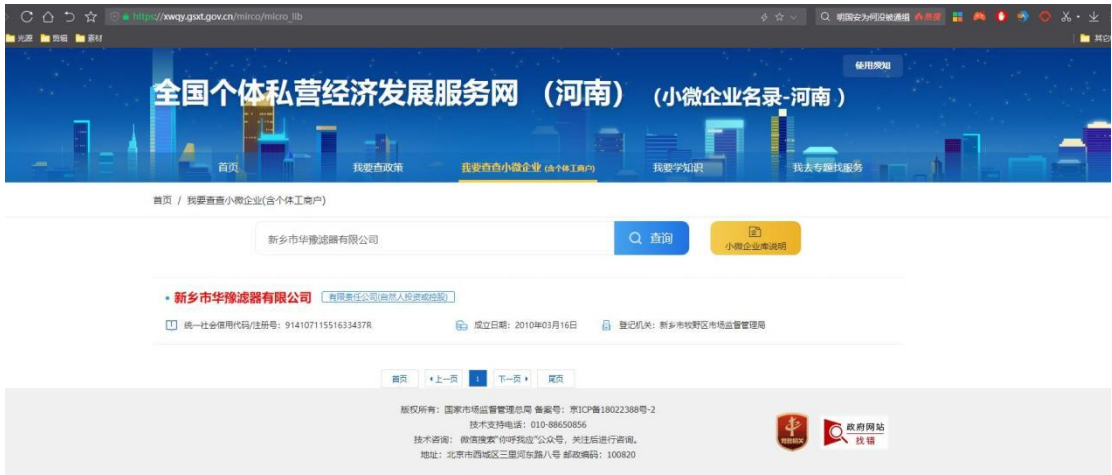 https://xwqy.gsxt.gov.cn/mirco/micro_lib
明国安为何没被通缉
光源 剪辑 素材
其它
使用须知
全国个体私营经济发展服务网 (河南) (小微企业名录-河南 )
首页 我要查政策 我要查查小微企业 (含个体工商户) 我要学知识 我去专题找服务
首页 / 我要查查小微企业(含个体工商户)
新乡市华豫滤器有限公司
查询
小微企业库说明
新乡市华豫滤器有限公司 有限责任公司(自然人投资或控股)
统一社会信用代码/注册号：91410711551633437R 成立日期：2010年03月16日 登记机关：新乡市牧野区市场监督管理局
首页 上一页 1 下一页 尾页
版权所有：国家市场监督管理总局 备案号：京ICP备18022388号-2
技术支持电话：010-88650856
技术咨询： 微信搜索"你呼我应"公众号，关注后进行咨询。
地址：北京市西城区三里河东路八号 邮政编码：100820
党政机关
政府网站
找错